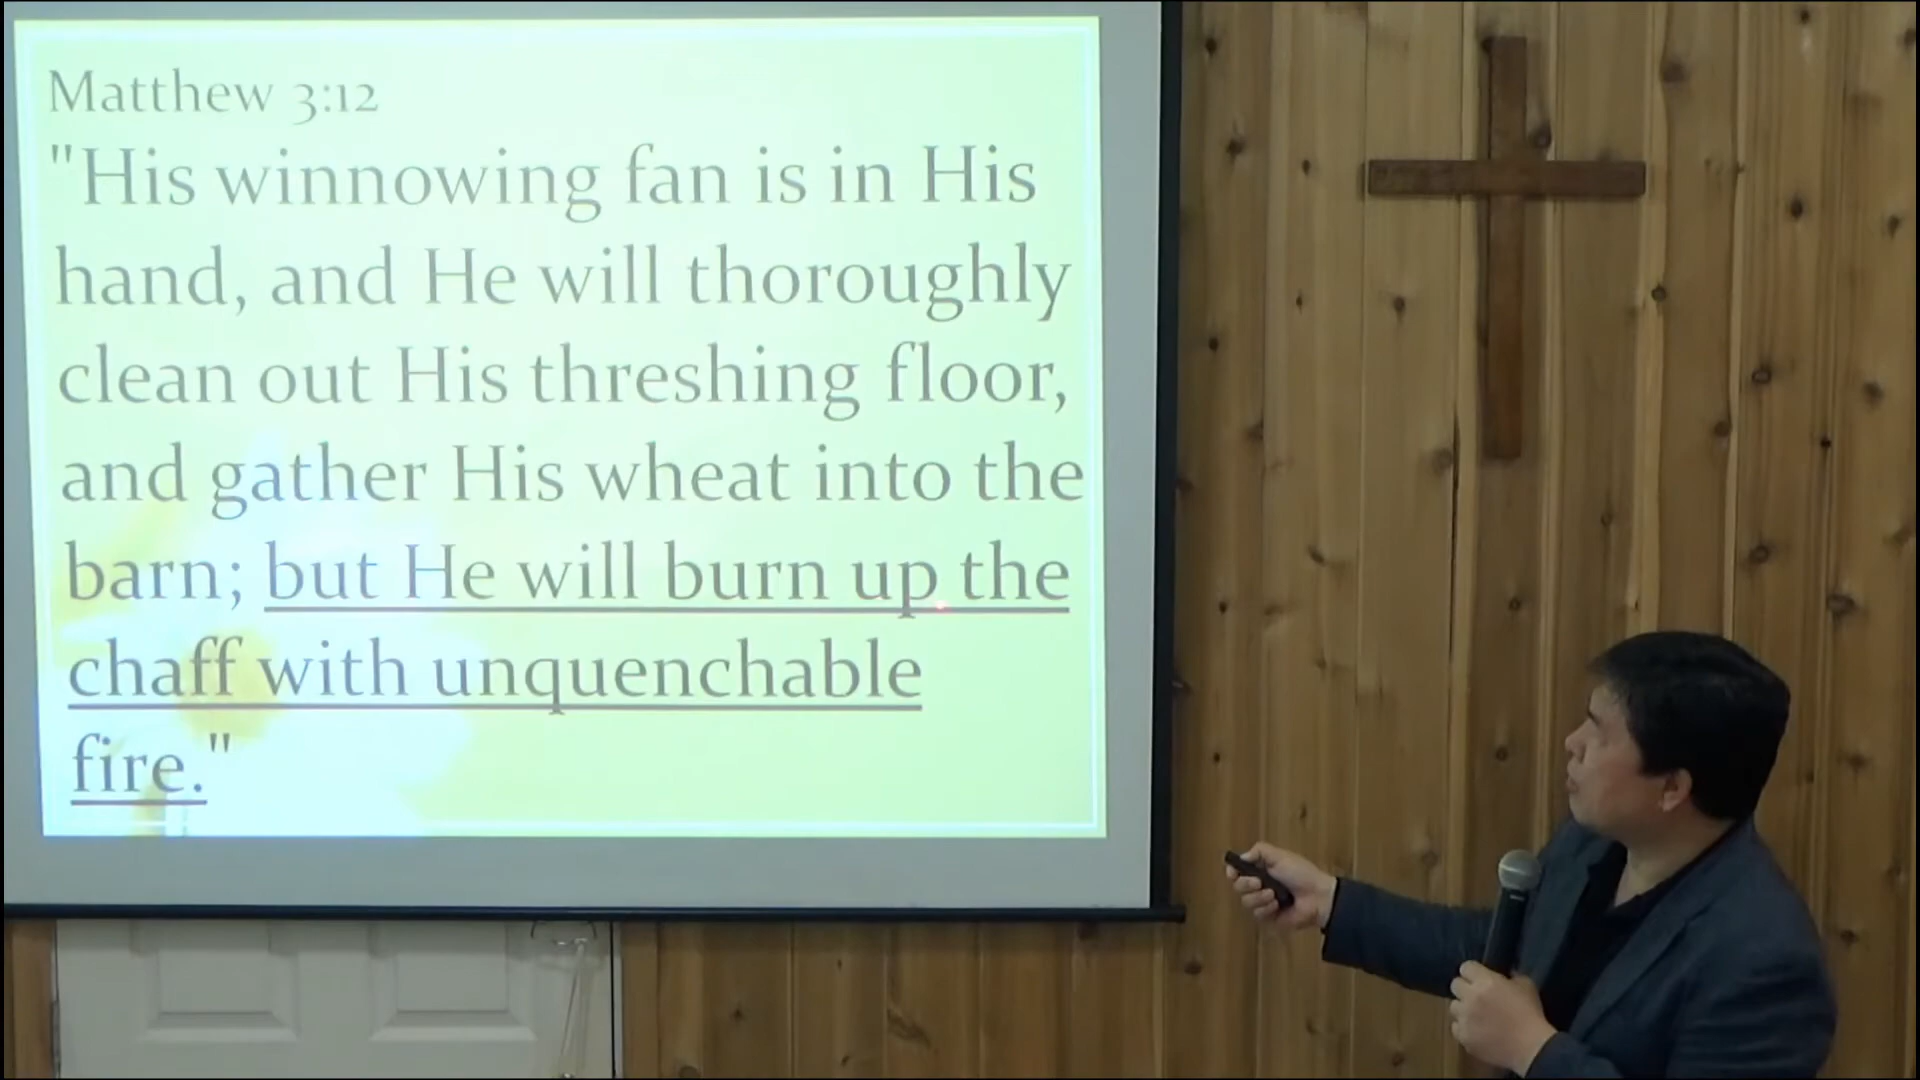 Matthew 3:12
"His winnowing fan is in His
hand, and He will thoroughly
clean out His threshing floor,
and gather His wheat into the
barn; but He will burn up the
chaff with unquenchable
fire."